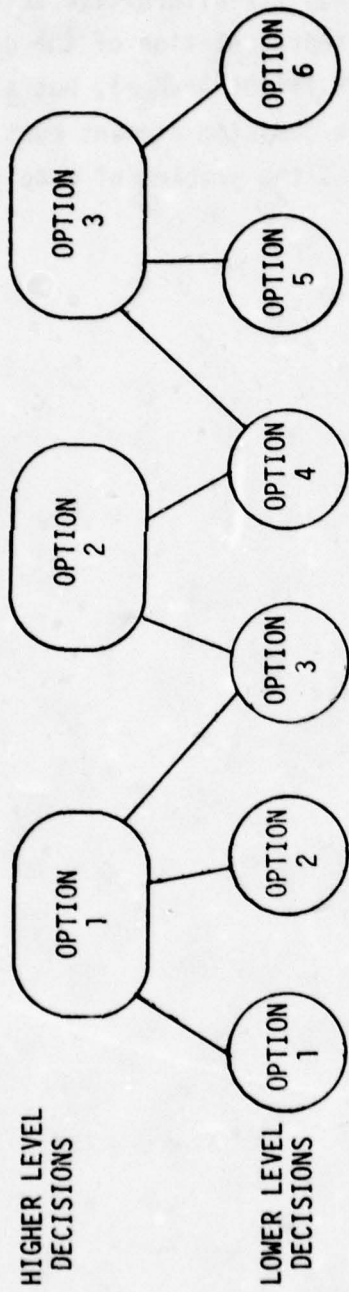 HIGHER LEVEL
DECISIONS
OPTION
1
OPTION
2
OPTION
3
LOWER LEVEL
DECISIONS
OPTION
1
OPTION
2
OPTION
3
OPTION
4
OPTION
5
OPTION
6